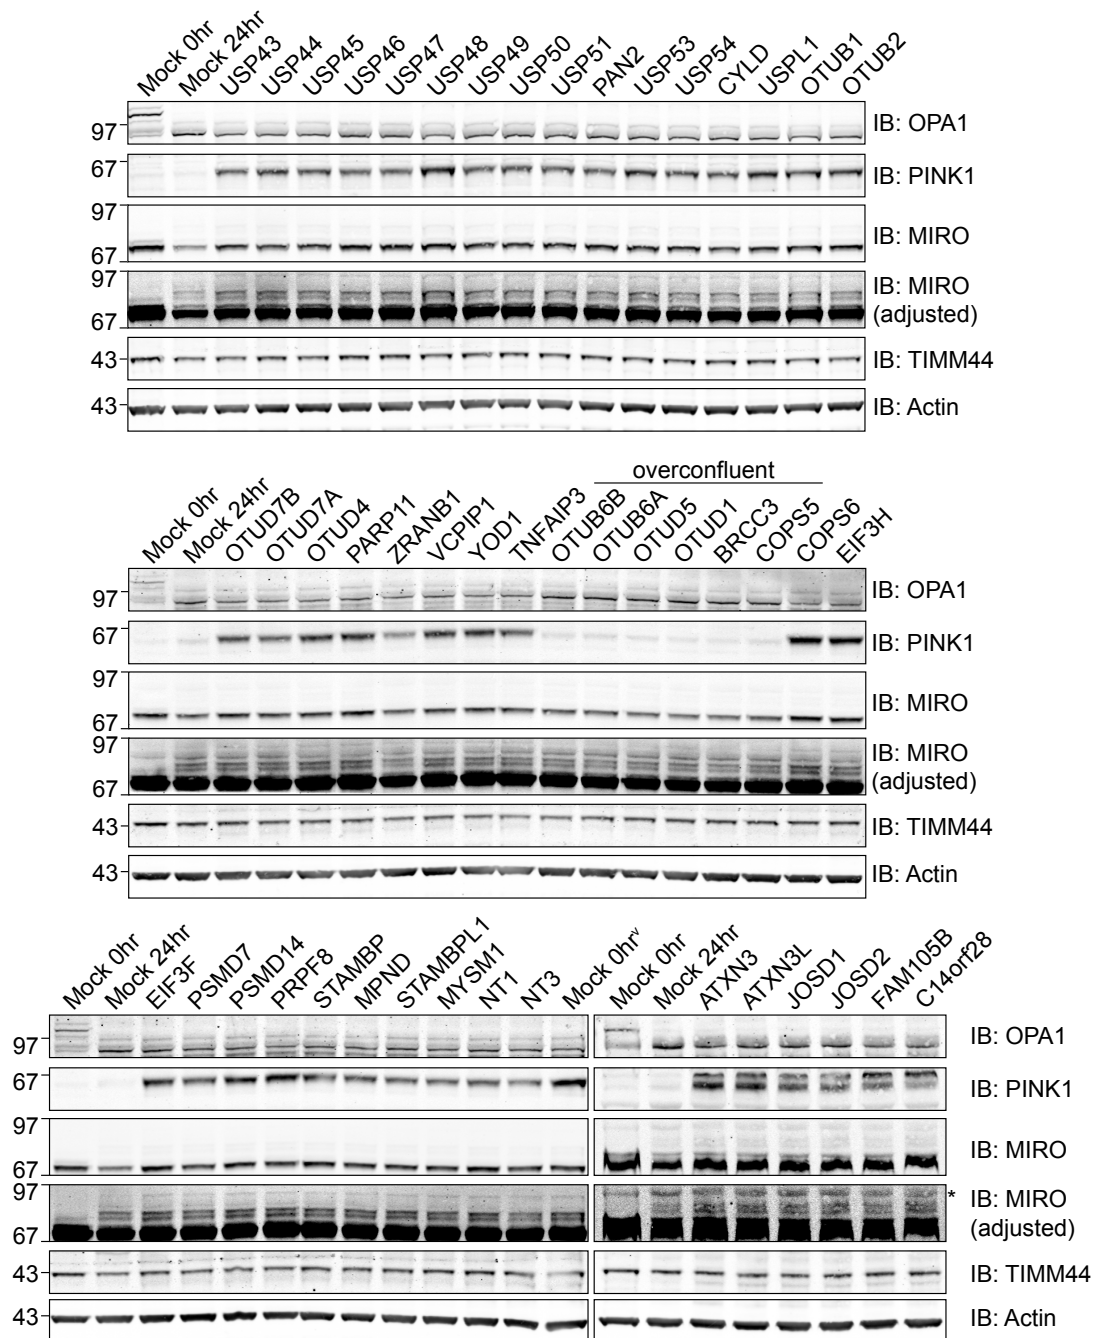 Mock 0hr
Mock 24hr
USP43
USP44
USP45
USP46
USP47
USP48
USP49
USP50
USP51
PAN2
USP53
USP54
CYLD
USPL1
OTUB1
OTUB2
97
IB: OPA1
67
IB: PINK1
97
67
IB: MIRO
97
67
IB: MIRO
(adjusted)
43
IB: TIMM44
43
IB: Actin
overconfluent
Mock 0hr
Mock 24hr
OTUD7B
OTUD7A
OTUD4
PARP11
ZRANB1
VCPIP1
YOD1
TNFAIP3
OTUB6B
OTUB6A
OTUD5
OTUD1
BRCC3
COPS5
COPS6
EIF3H
97
IB: OPA1
67
IB: PINK1
97
67
IB: MIRO
97
67
IB: MIRO
(adjusted)
43
IB: TIMM44
43
IB: Actin
Mock 0hr
Mock 24hr
EIF3F
PSMD7
PSMD14
PRPF8
STAMBP
MPND
STAMBPL1
MYSM1
NT1
NT3
Mock 0hrᵛ
Mock 0hr
Mock 24hr
ATXN3
ATXN3L
JOSD1
JOSD2
FAM105B
C14orf28
97
IB: OPA1
67
IB: PINK1
97
67
IB: MIRO
97
67
*
IB: MIRO
(adjusted)
43
IB: TIMM44
43
IB: Actin